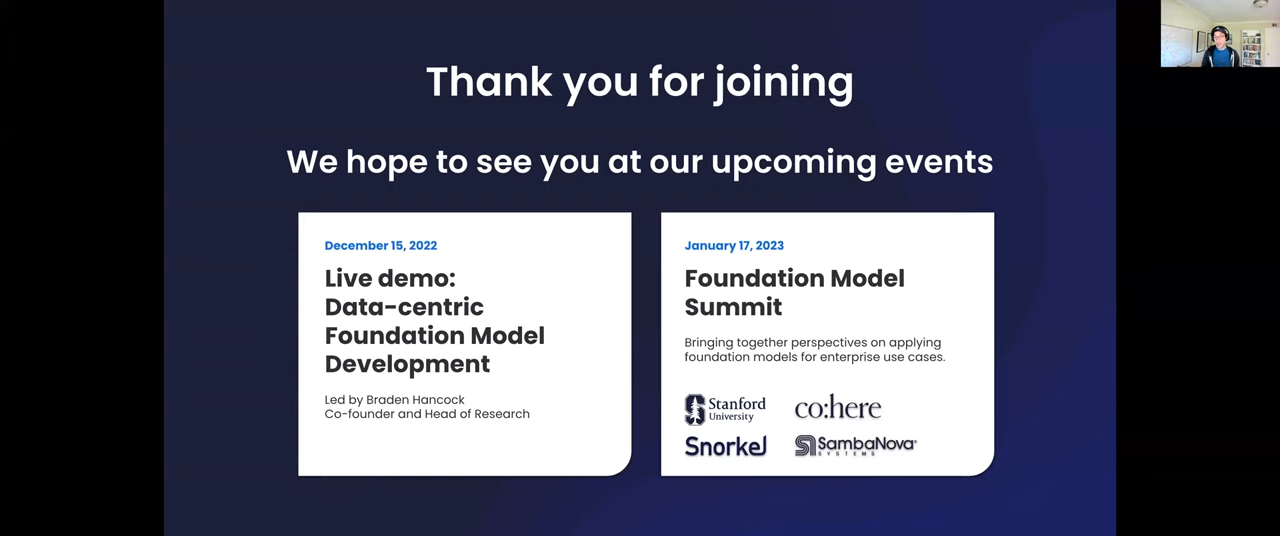 Thank you for joining
We hope to see you at our upcoming events
December 15, 2022
Live demo:
Data-centric
Foundation Model
Development
Led by Braden Hancock
Co-founder and Head of Research
January 17, 2023
Foundation Model
Summit
Bringing together perspectives on applying
foundation models for enterprise use cases.
Stanford
University
co:here
Snorkel
SambaNova
SYSTEMS